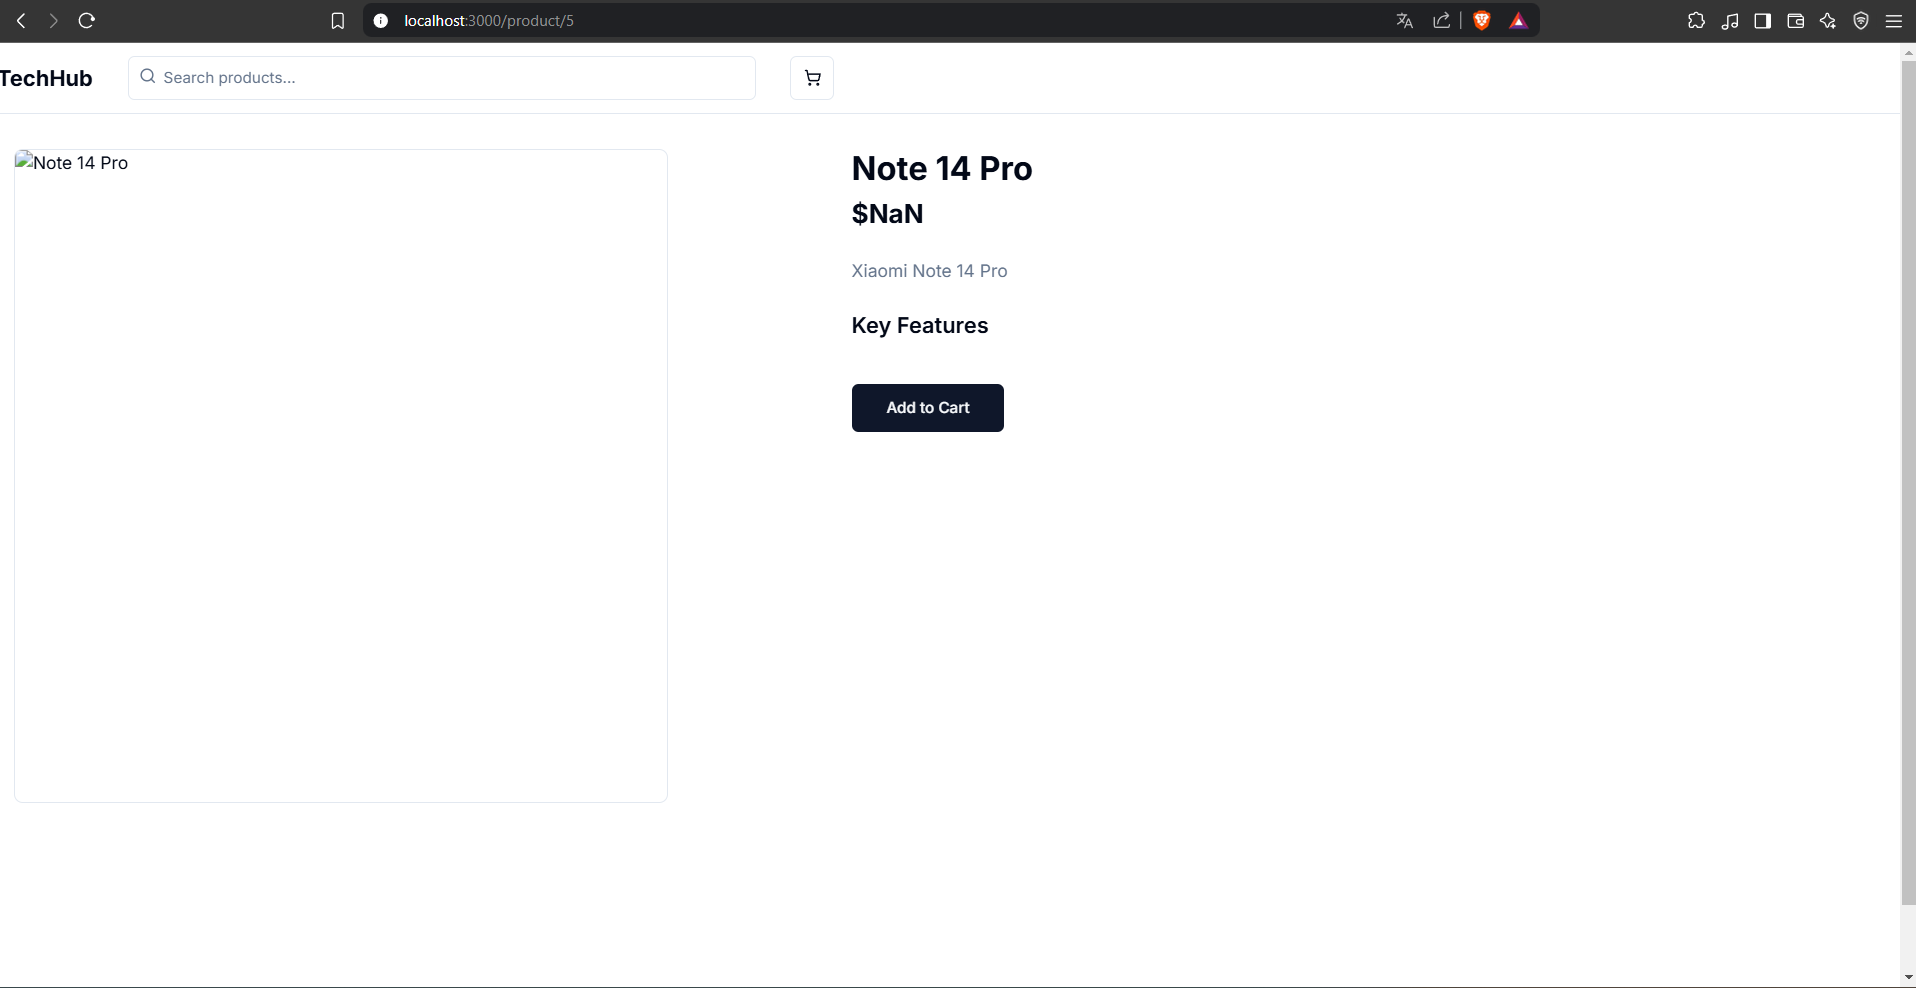 localhost:3000/product/5
TechHub
Search products...
Note 14 Pro
Note 14 Pro
$NaN
Xiaomi Note 14 Pro
Key Features
Add to Cart